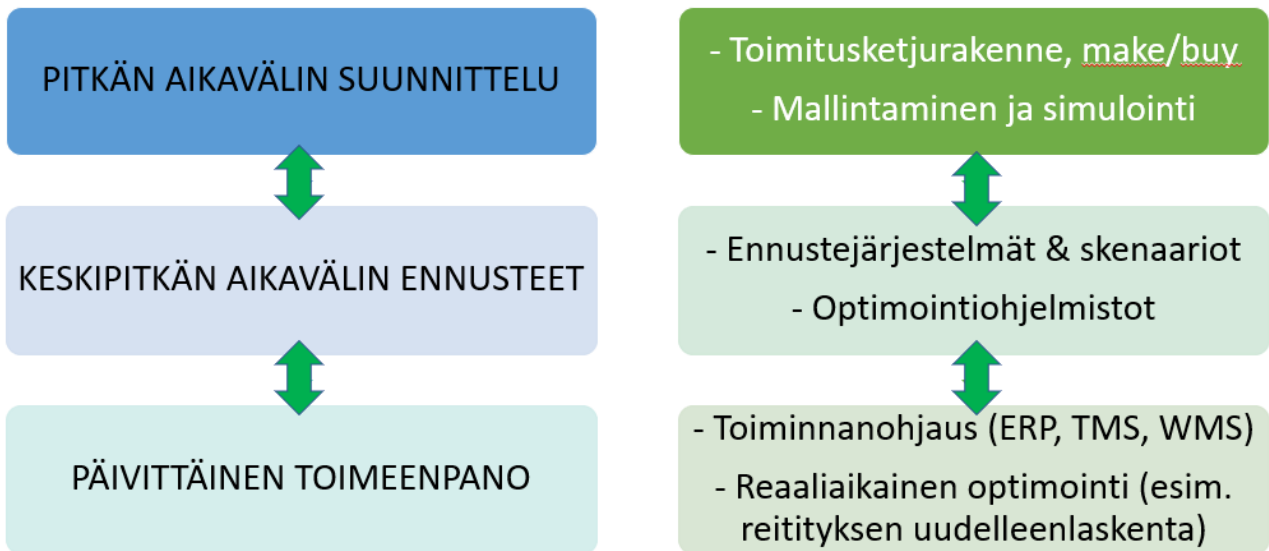 PITKÄN AIKAVÄLIN SUUNNITTELU
- Toimitusketjurakenne, make/buy
- Mallintaminen ja simulointi
KESKIPITKÄN AIKAVÄLIN ENNUSTEET
- Ennustejärjestelmät & skenaariot
- Optimointiohjelmistot
PÄIVITTÄINEN TOIMEENPANO
- Toiminnanohjaus (ERP, TMS, WMS)
- Reaaliaikainen optimointi (esim.
reitityksen uudelleenlaskenta)